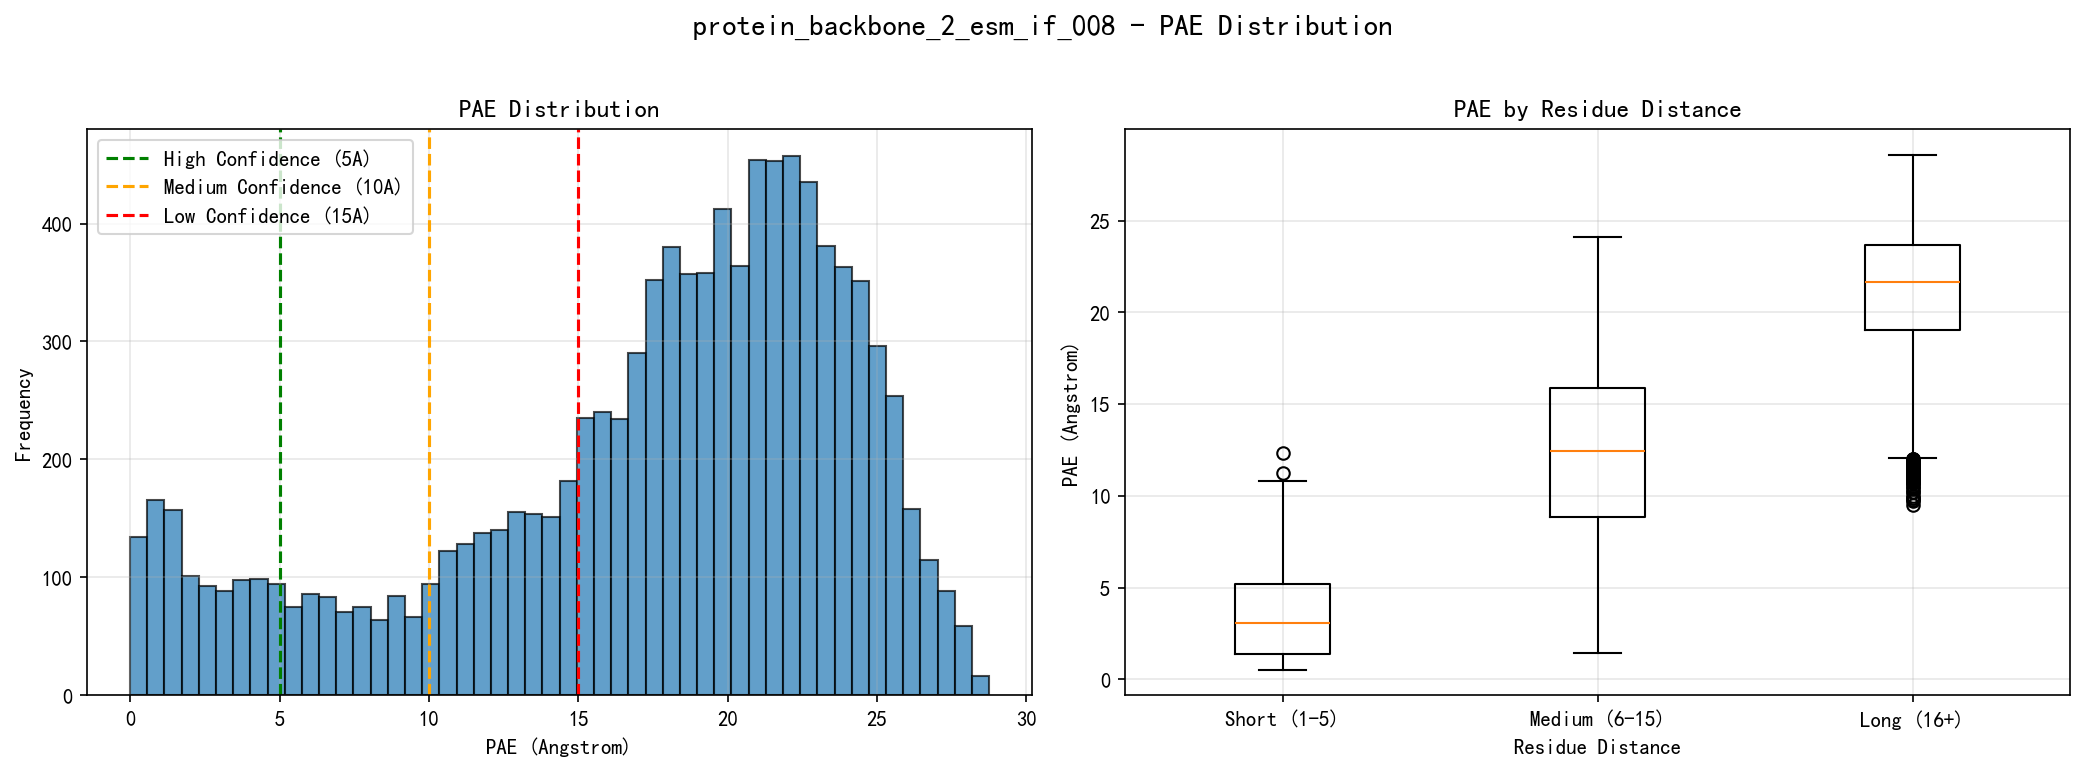 protein_backbone_2_esm_if_008 - PAE Distribution
PAE Distribution
High Confidence (5A)
Medium Confidence (10A)
Low Confidence (15A)
400
300
200
100
0
Frequency
0 5 10 15 20 25 30
PAE (Angstrom)
PAE by Residue Distance
25
20
15
10
5
0
PAE (Angstrom)
Short (1-5) Medium (6-15) Long (16+)
Residue Distance